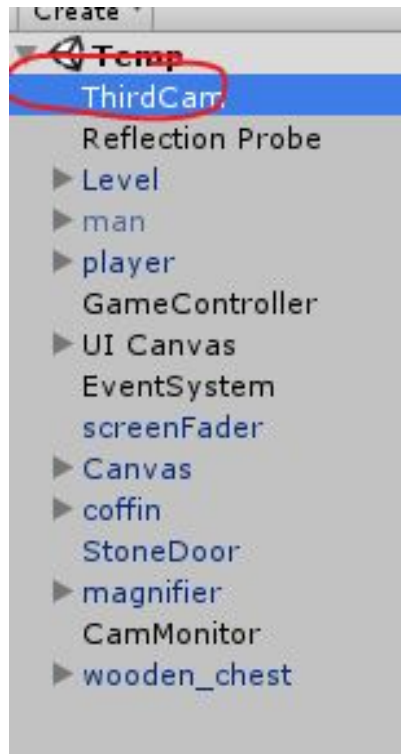 Create
Temp
ThirdCam
Reflection Probe
Level
man
player
GameController
UI Canvas
EventSystem
screenFader
Canvas
coffin
StoneDoor
magnifier
CamMonitor
wooden_chest